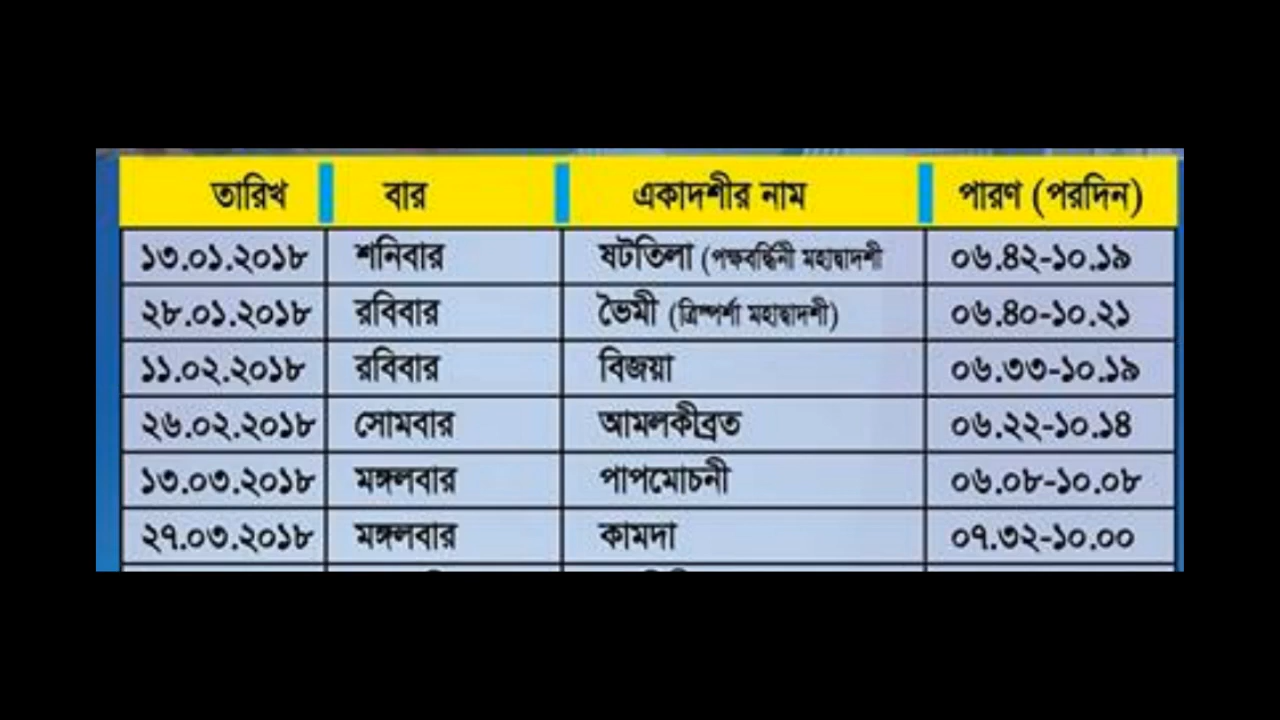 তারিখ বার একাদশীর নাম পারণ (পরদিন)
১৩.০১.২০১৮ শনিবার ষটতিলা (পক্ষবর্দ্ধিনী মহাদ্বাদশী ০৬.৪২-১০.১৯
২৮.০১.২০১৮ রবিবার ভৈমী (ত্রিস্পর্শা মহাদ্বাদশী) ০৬.৪০-১০.২১
১১.০২.২০১৮ রবিবার বিজয়া ০৬.৩৩-১০.১৯
২৬.০২.২০১৮ সোমবার আমলকীব্রত ০৬.২২-১০.১৪
১৩.০৩.২০১৮ মঙ্গলবার পাপমোচনী ০৬.০৮-১০.০৮
২৭.০৩.২০১৮ মঙ্গলবার কামদা ০৭.৩২-১০.০০